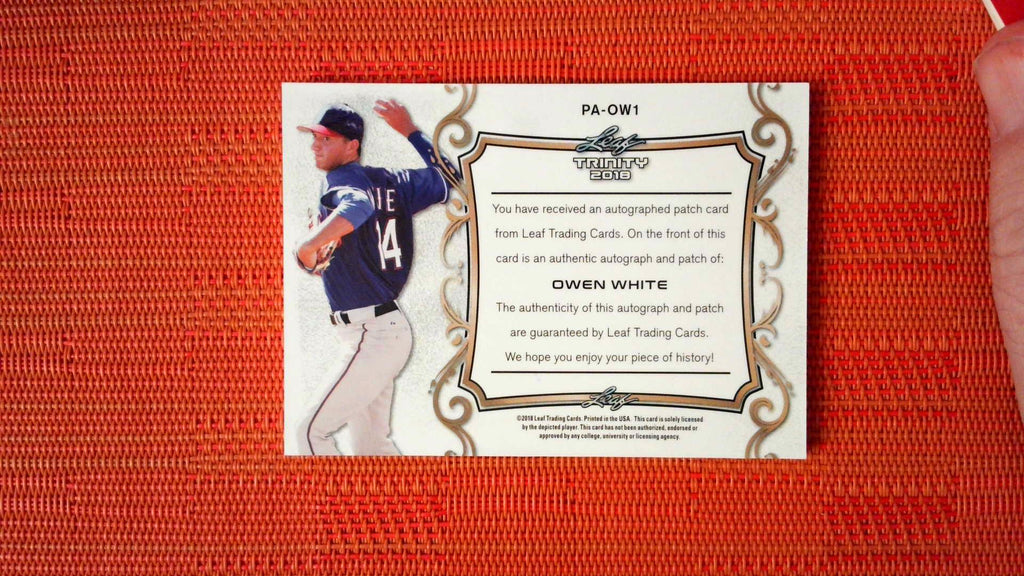 PA-OW1
Leaf
TRINITY
2018
You have received an autographed patch card
from Leaf Trading Cards. On the front of this
card is an authentic autograph and patch of:
OWEN WHITE
The authenticity of this autograph and patch
are guaranteed by Leaf Trading Cards.
We hope you enjoy your piece of history!
Leaf
©2018 Leaf Trading Cards. Printed in the USA. This card is solely licensed
by the depicted player. This card has not been authorized, endorsed or
approved by any college, university or licensing agency.
14